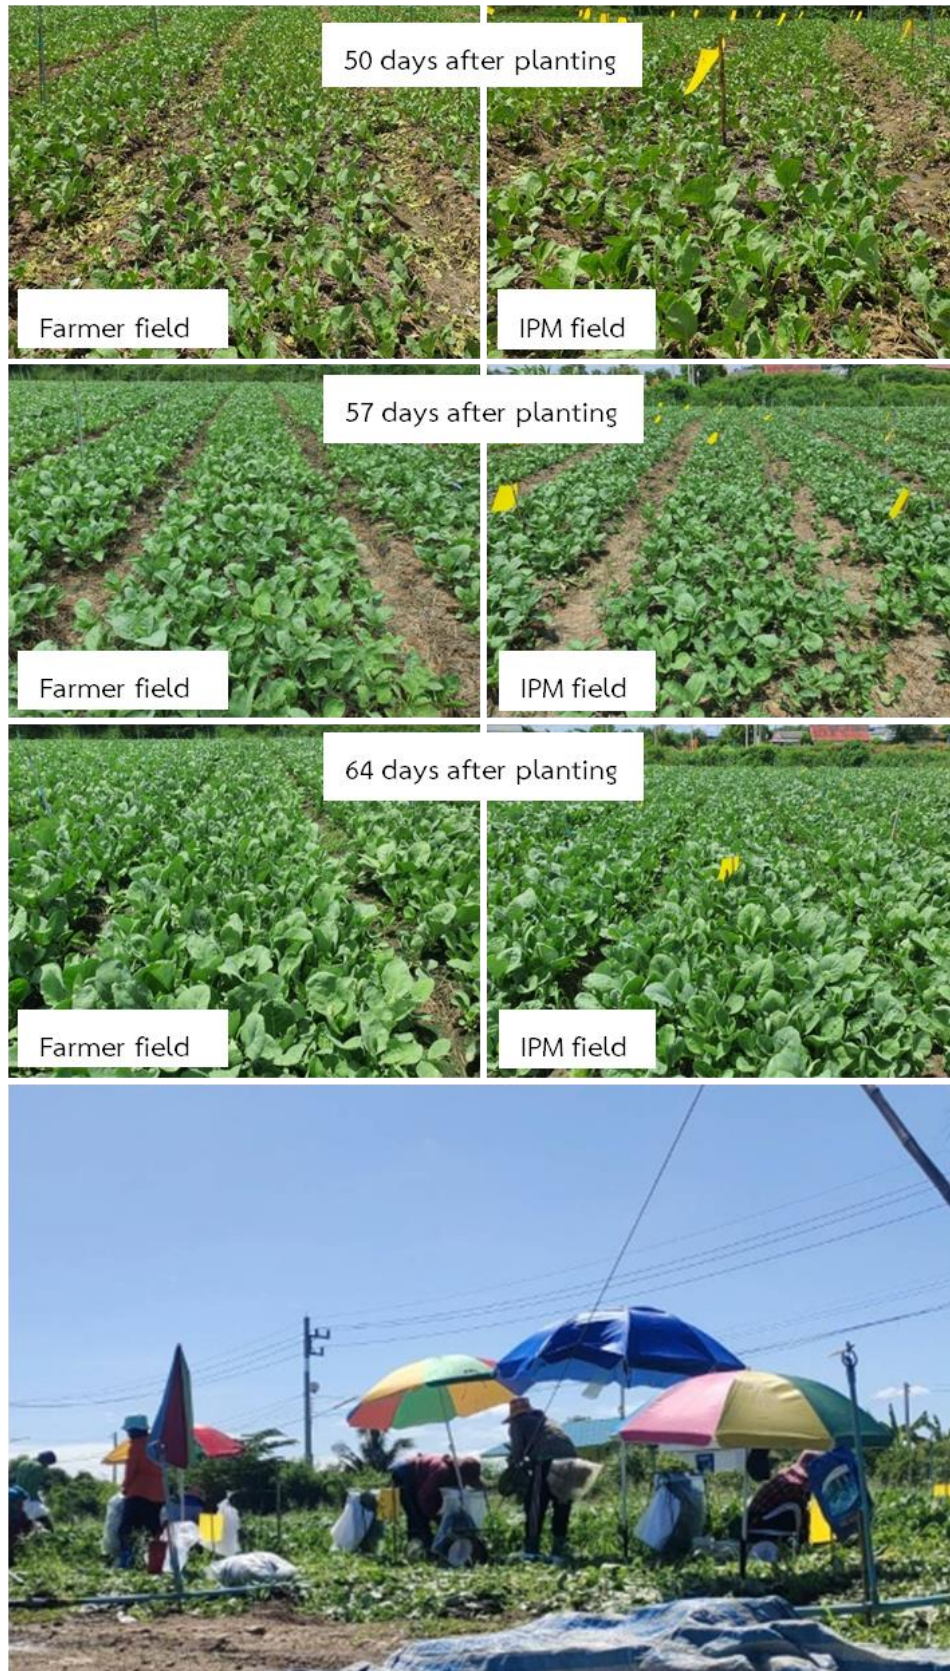 50 days after planting
Farmer field
IPM field
57 days after planting
Farmer field
IPM field
64 days after planting
Farmer field
IPM field